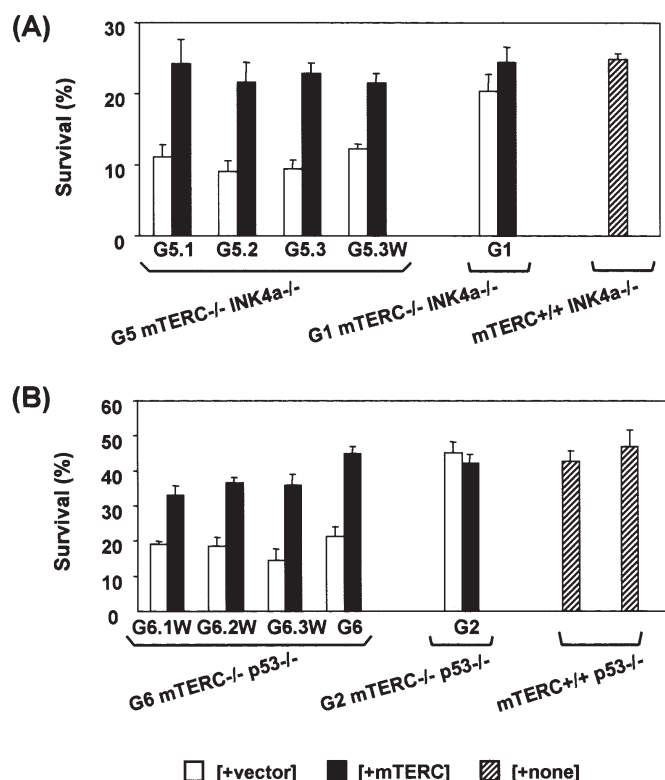 (A)
Survival (%)
30
20
10
0
G5.1 G5.2 G5.3 G5.3W G1
G5 mTERC-/- INK4a-/-
G1 mTERC-/- INK4a-/-
mTERC+/+ INK4a-/-
(B)
Survival (%)
60
50
40
30
20
10
0
G6.1W G6.2W G6.3W G6 G2
G6 mTERC-/- p53-/-
G2 mTERC-/- p53-/-
mTERC+/+ p53-/-
[+vector] [+mTERC] [+none]